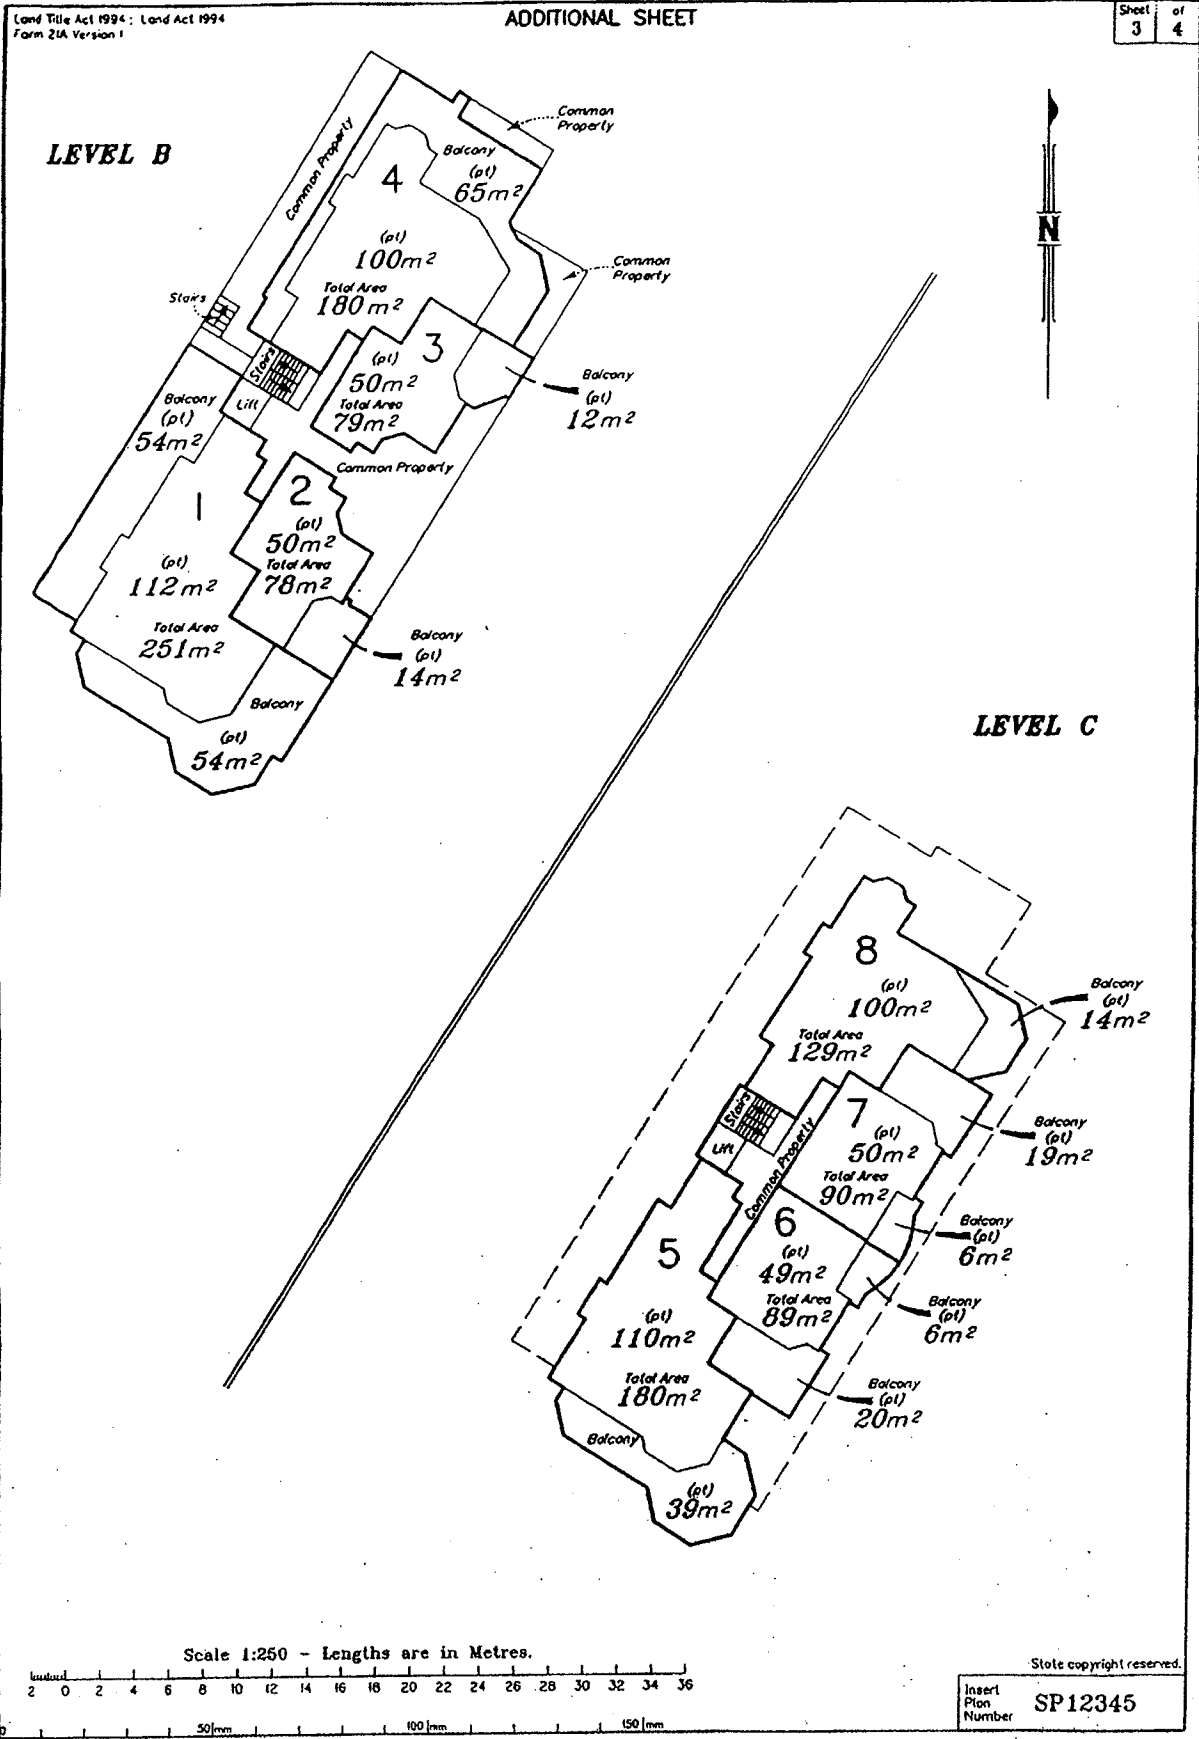 Land Title Act 1994 ; Land Act 1994
Form 21A Version 1
ADDITIONAL SHEET
Sheet of
3 4
LEVEL B
Common Property
Common
Property
4
Balcony
(pt)
65m²
(pt)
100m²
Total Area
180m²
Common
Property
Stairs
Stairs
Lift
3
(pt)
50m²
Total Area
79m²
Balcony
(pt)
12m²
Balcony
(pt)
54m²
Common Property
1
(pt)
112m²
Total Area
251m²
2
(pt)
50m²
Total Area
78m²
Balcony
(pt)
14m²
Balcony
(pt)
54m²
N
LEVEL C
8
(pt)
100m²
Total Area
129m²
Balcony
(pt)
14m²
Stairs
Lift
Common Property
7
(pt)
50m²
Total Area
90m²
Balcony
(pt)
19m²
Balcony
(pt)
6m²
6
(pt)
49m²
Total Area
89m²
Balcony
(pt)
6m²
5
(pt)
110m²
Total Area
180m²
Balcony
(pt)
20m²
Balcony
(pt)
39m²
Scale 1:250 - Lengths are in Metres.
2 0 2 4 6 8 10 12 14 16 18 20 22 24 26 28 30 32 34 36
0 50mm 100mm 150mm
State copyright reserved.
Insert
Plan
Number
SP12345